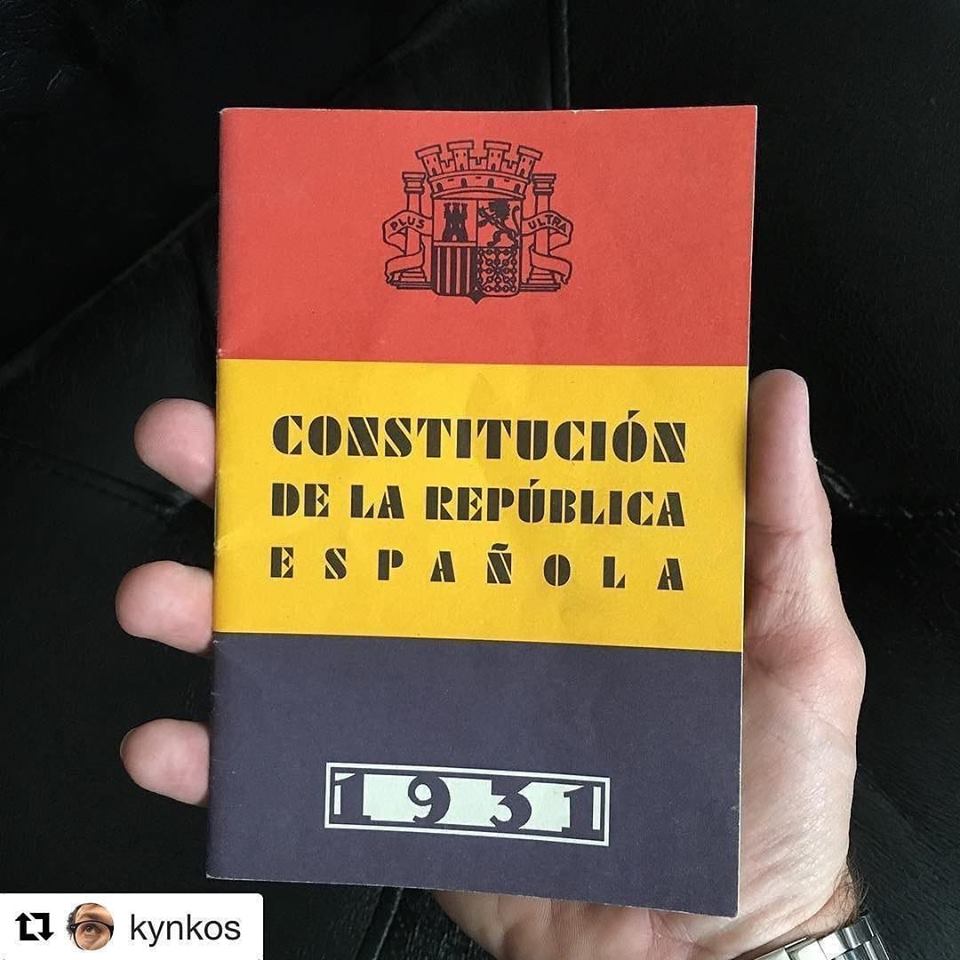 PLUS ULTRA
CONSTITUCIÓN
DE LA REPÚBLICA
ESPAÑOLA
1931
kynkos